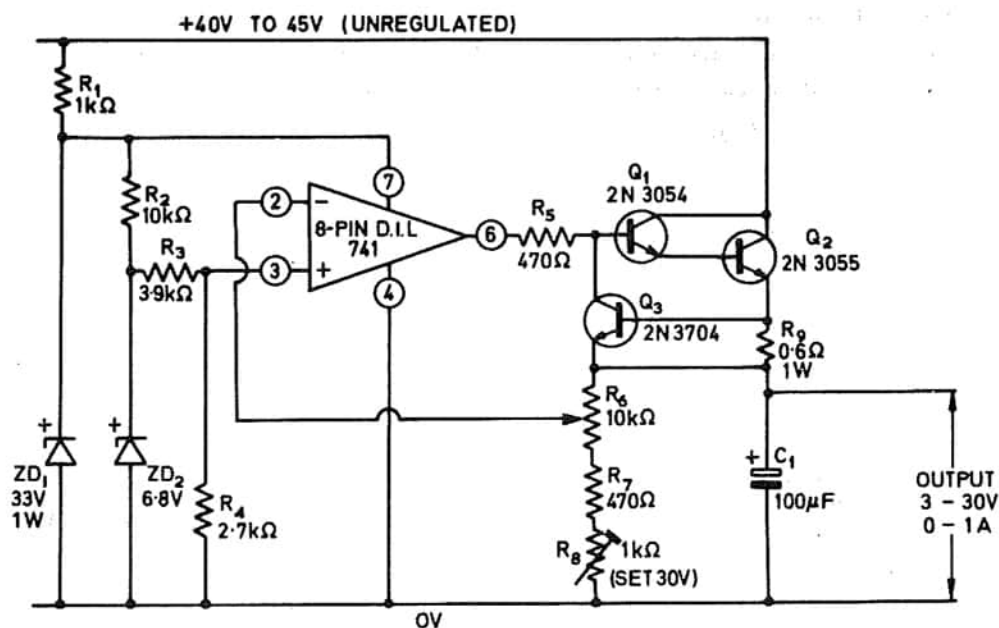 +40V TO 45V (UNREGULATED)
R1
1kΩ
R2
10kΩ
R3
3·9kΩ
2
3
−
+
8-PIN D.I.L
741
7
4
6
R5
470Ω
Q1
2N 3054
Q2
2N 3055
Q3
2N 3704
R9
0·6Ω
1W
R6
10kΩ
R7
470Ω
R8
1kΩ
(SET 30V)
+
C1
100μF
OUTPUT
3 – 30V
0 – 1A
+
ZD1
33V
1W
+
ZD2
6·8V
R4
2·7kΩ
0V